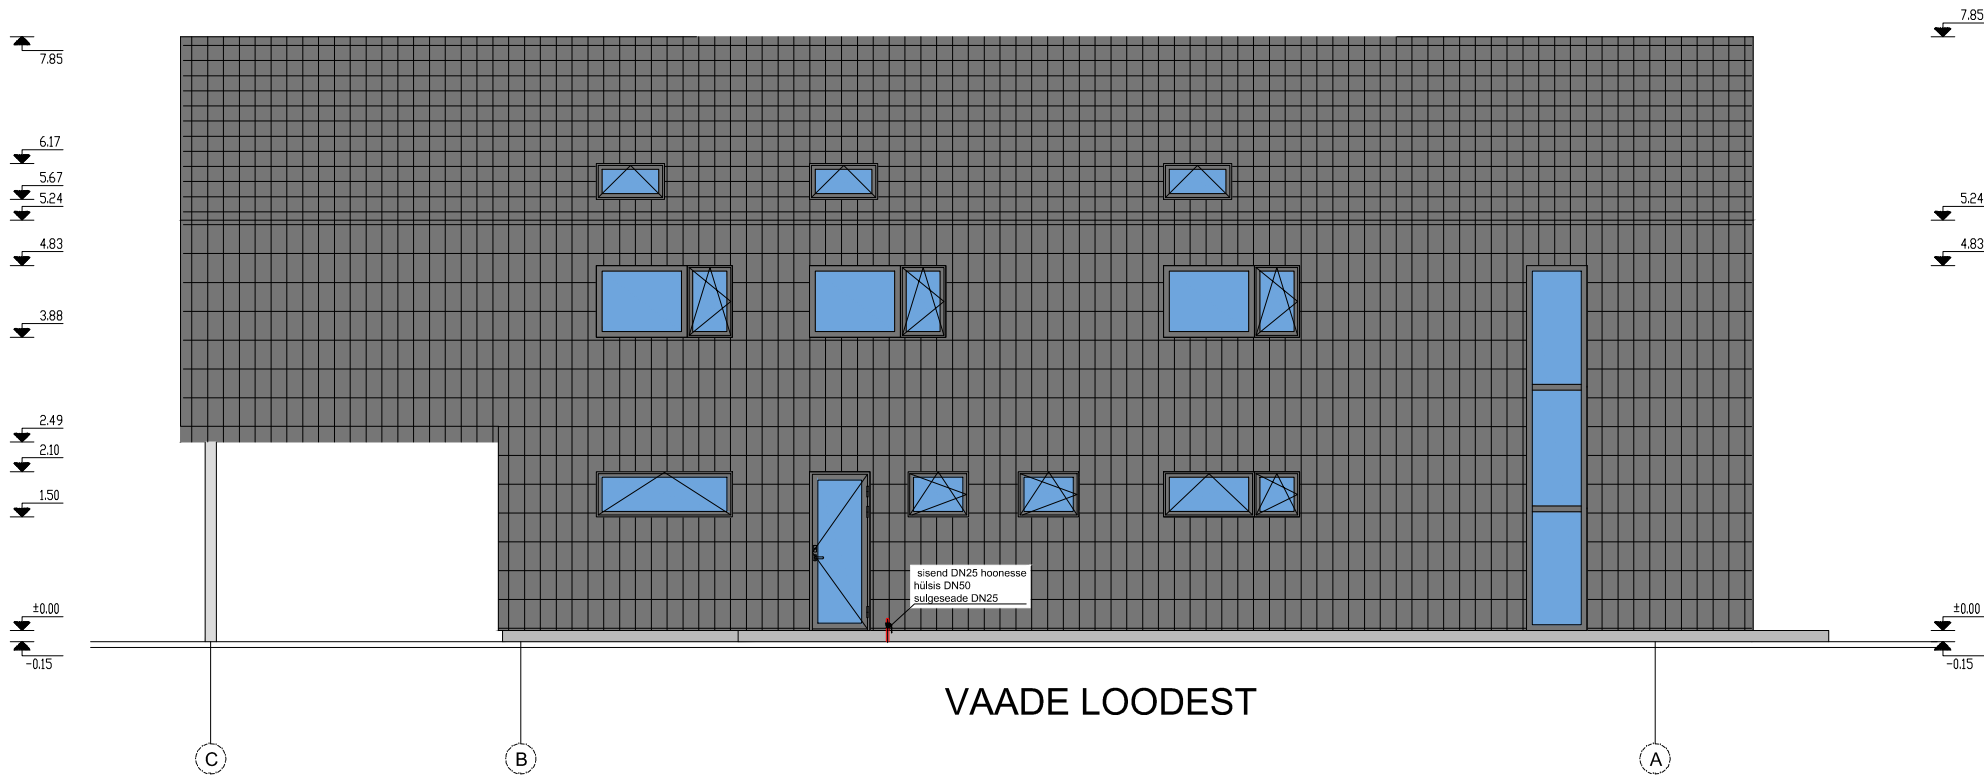 7.85
7.85
6.17
5.67
5.24
5.24
4.83
4.83
3.88
2.49
2.10
1.50
sisend DN25 hoonesse
hülsis DN50
sulgeseade DN25
±0.00
±0.00
-0.15
-0.15
VAADE LOODEST
C
B
A